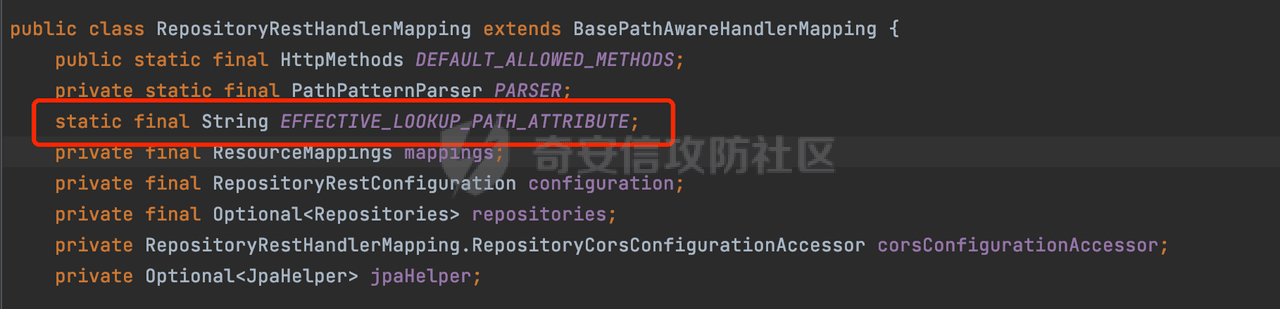 public class RepositoryRestHandlerMapping extends BasePathAwareHandlerMapping {
public static final HttpMethods DEFAULT_ALLOWED_METHODS;
private static final PathPatternParser PARSER;
static final String EFFECTIVE_LOOKUP_PATH_ATTRIBUTE;
奇安信攻防社区
private final ResourceMappings mappings;
private final RepositoryRestConfiguration configuration;
private final Optional<Repositories> repositories;
private RepositoryRestHandlerMapping.RepositoryCorsConfigurationAccessor corsConfigurationAccessor;
private Optional<JpaHelper> jpaHelper;